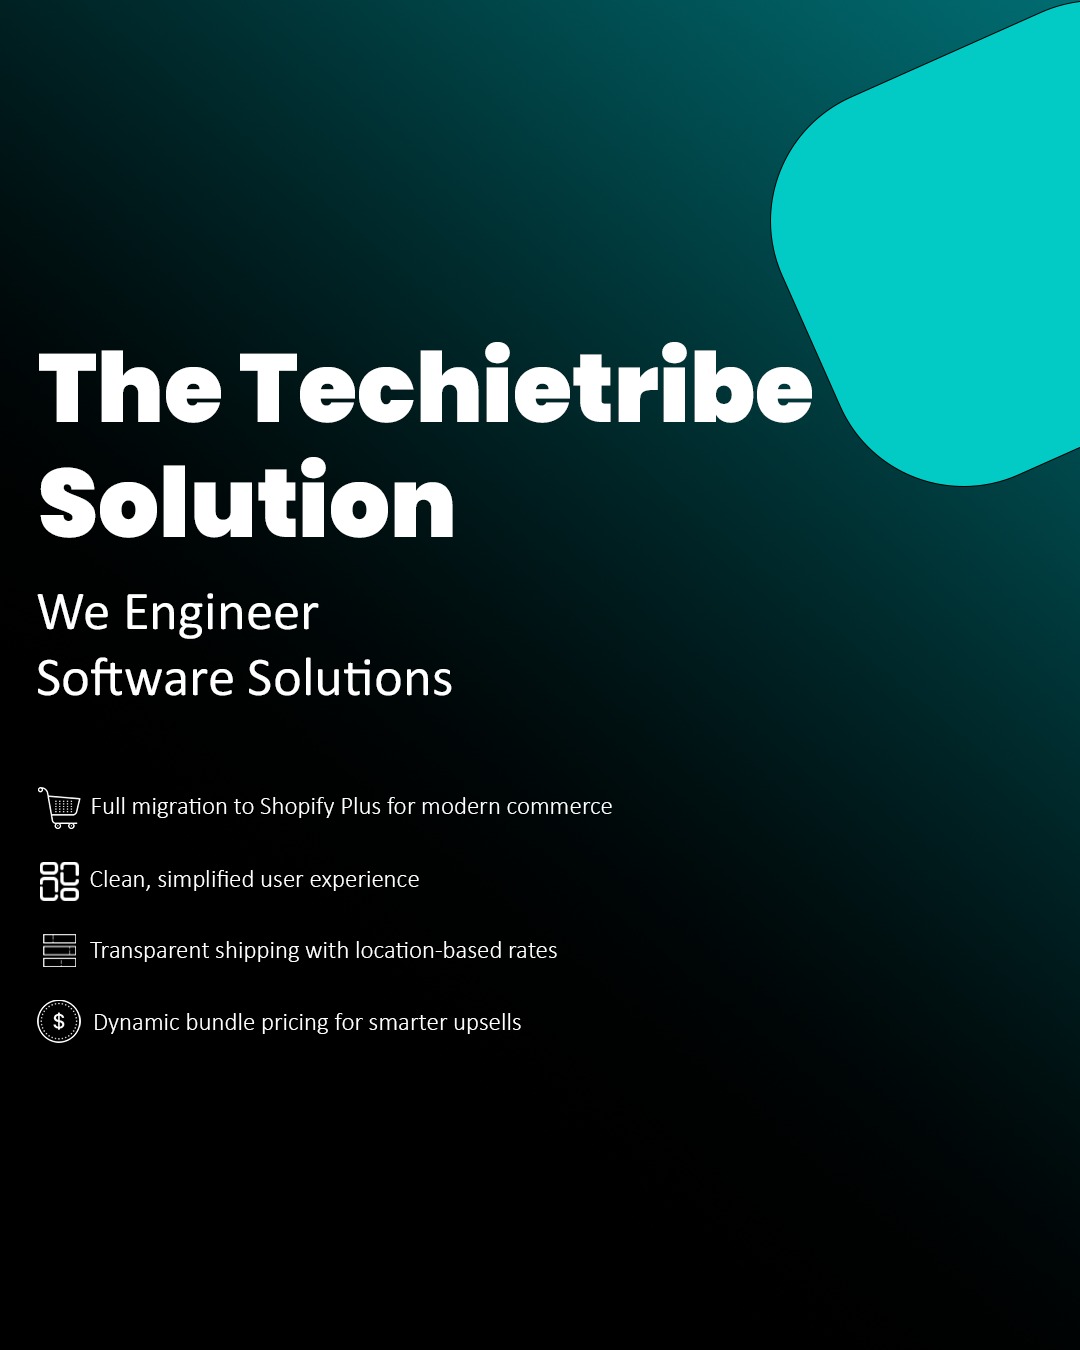 The Techietribe
Solution
We Engineer
Software Solutions
Full migration to Shopify Plus for modern commerce
Clean, simplified user experience
Transparent shipping with location-based rates
$ Dynamic bundle pricing for smarter upsells